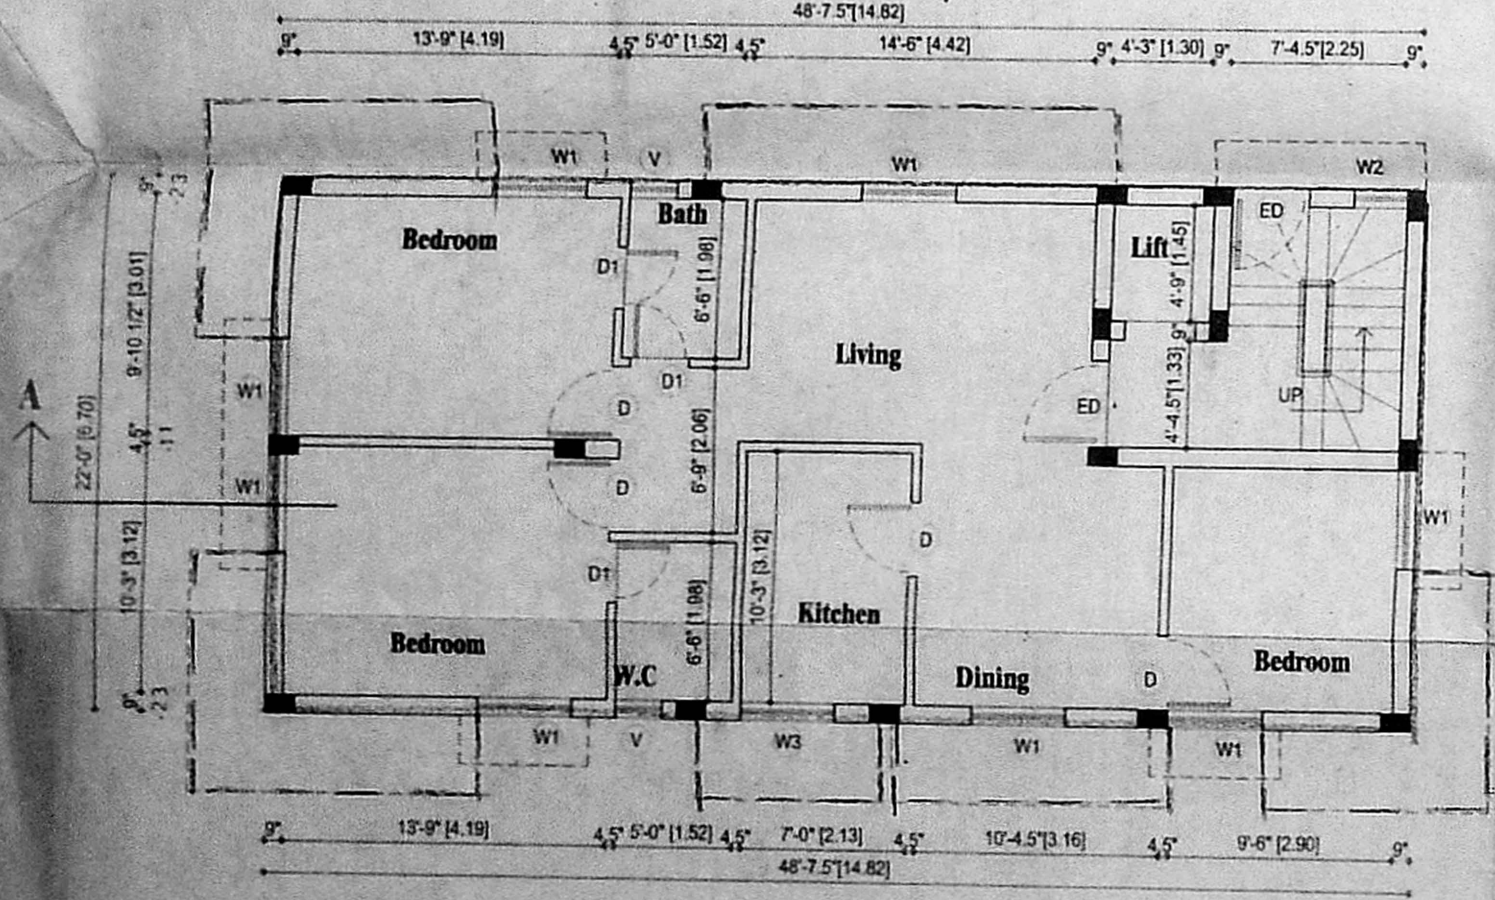 48'-7.5"[14.82]
9" 13'-9" [4.19] 4.5" 5'-0" [1.52] 4.5" 14'-6" [4.42] 9" 4'-3" [1.30] 9" 7'-4.5"[2.25] 9"
W1 V W1 W2
9"
.23
Bath
ED
Bedroom
Lift
4'-9" [1.45]
D1
6'-6" [1.98]
9'-10 1/2" [3.01]
9"
Living
D1
W1
UP
A
D
ED
4'-4.5"[1.33]
22'-0" [6.70]
4.5"
.11
6'-9" [2.06]
W1
D
W1
D
10'-3" [3.12]
10'-3" [3.12]
D1
Kitchen
6'-6" [1.98]
Bedroom
W.C
Dining
D
Bedroom
9"
.23
W1 V W3 W1 W1
9" 13'-9" [4.19] 4.5" 5'-0" [1.52] 4.5" 7'-0" [2.13] 4.5" 10'-4.5"[3.16] 4.5" 9'-6" [2.90] 9"
48'-7.5"[14.82]